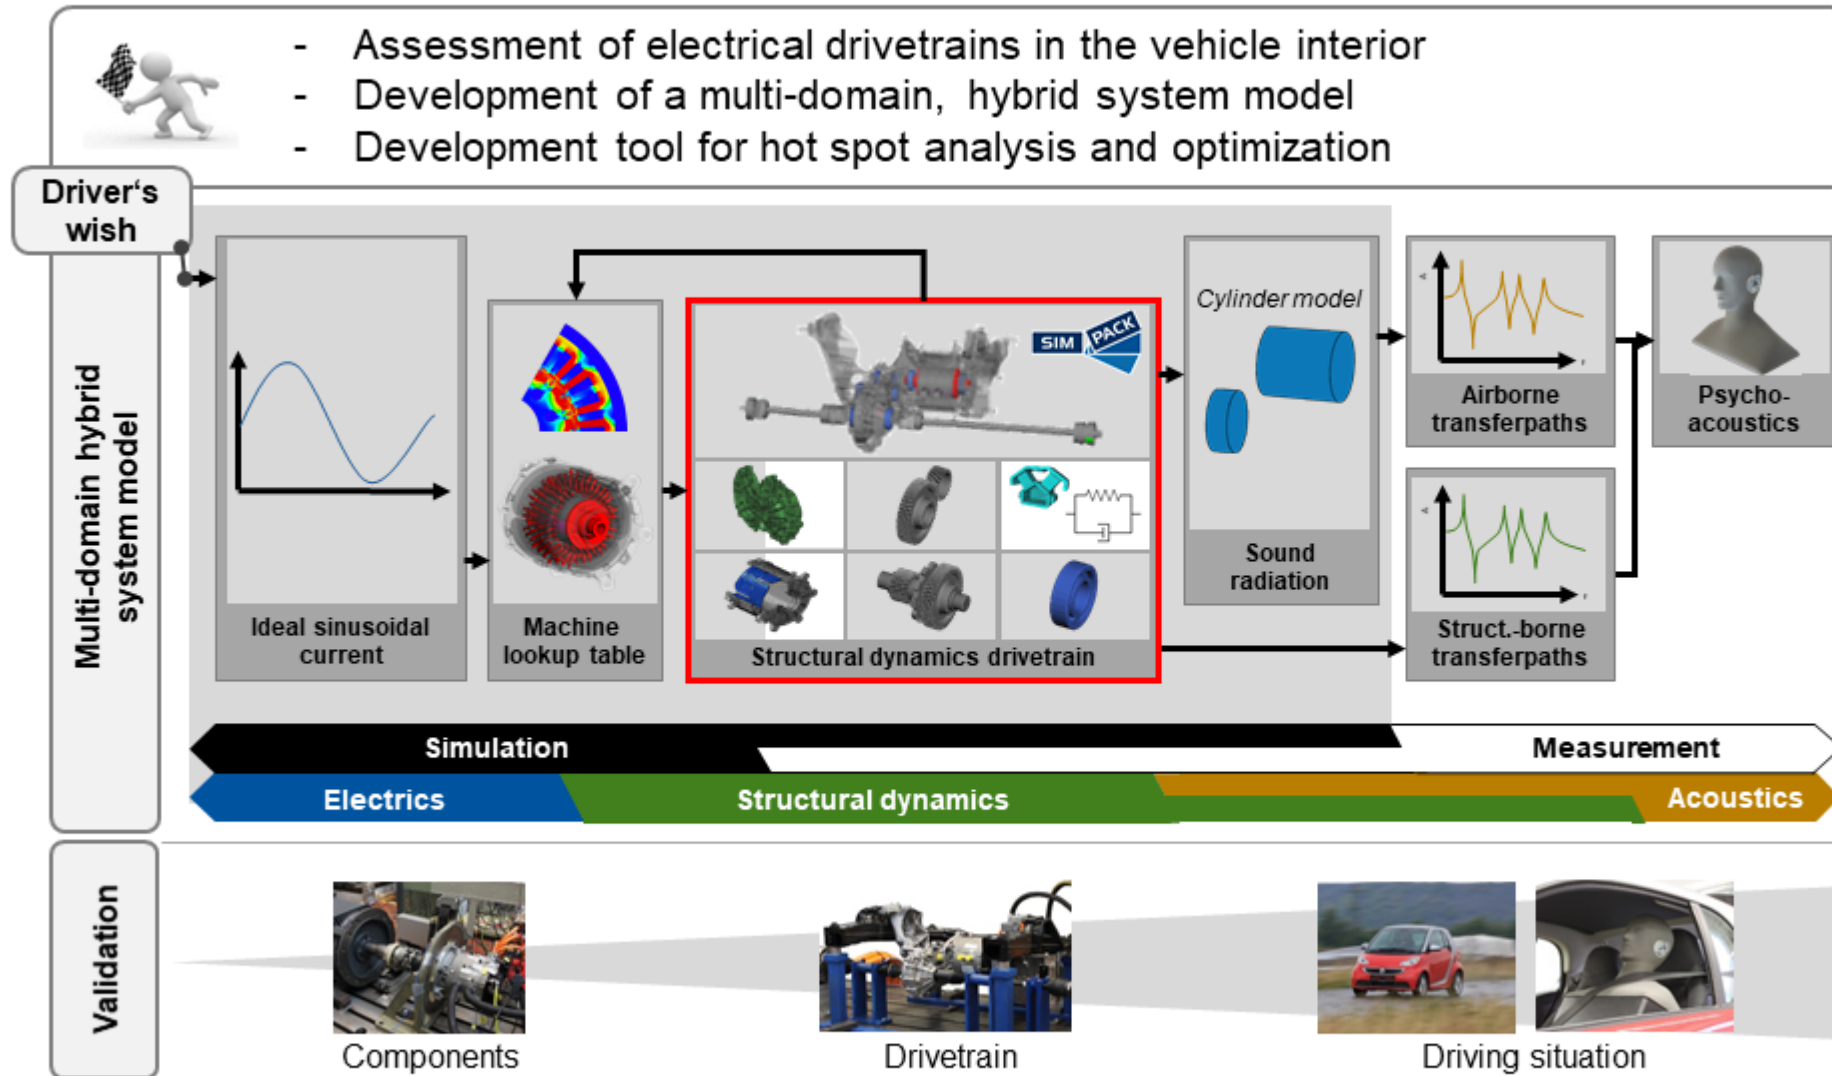 - Assessment of electrical drivetrains in the vehicle interior
- Development of a multi-domain, hybrid system model
- Development tool for hot spot analysis and optimization
Driver‘s
wish
Multi-domain hybrid
system model
Ideal sinusoidal
current
Machine
lookup table
SIM
PACK
Structural dynamics drivetrain
Cylinder model
Sound
radiation
Airborne
transferpaths
Psycho-
acoustics
Struct.-borne
transferpaths
Simulation
Measurement
Electrics
Structural dynamics
Acoustics
Validation
Components
Drivetrain
Driving situation